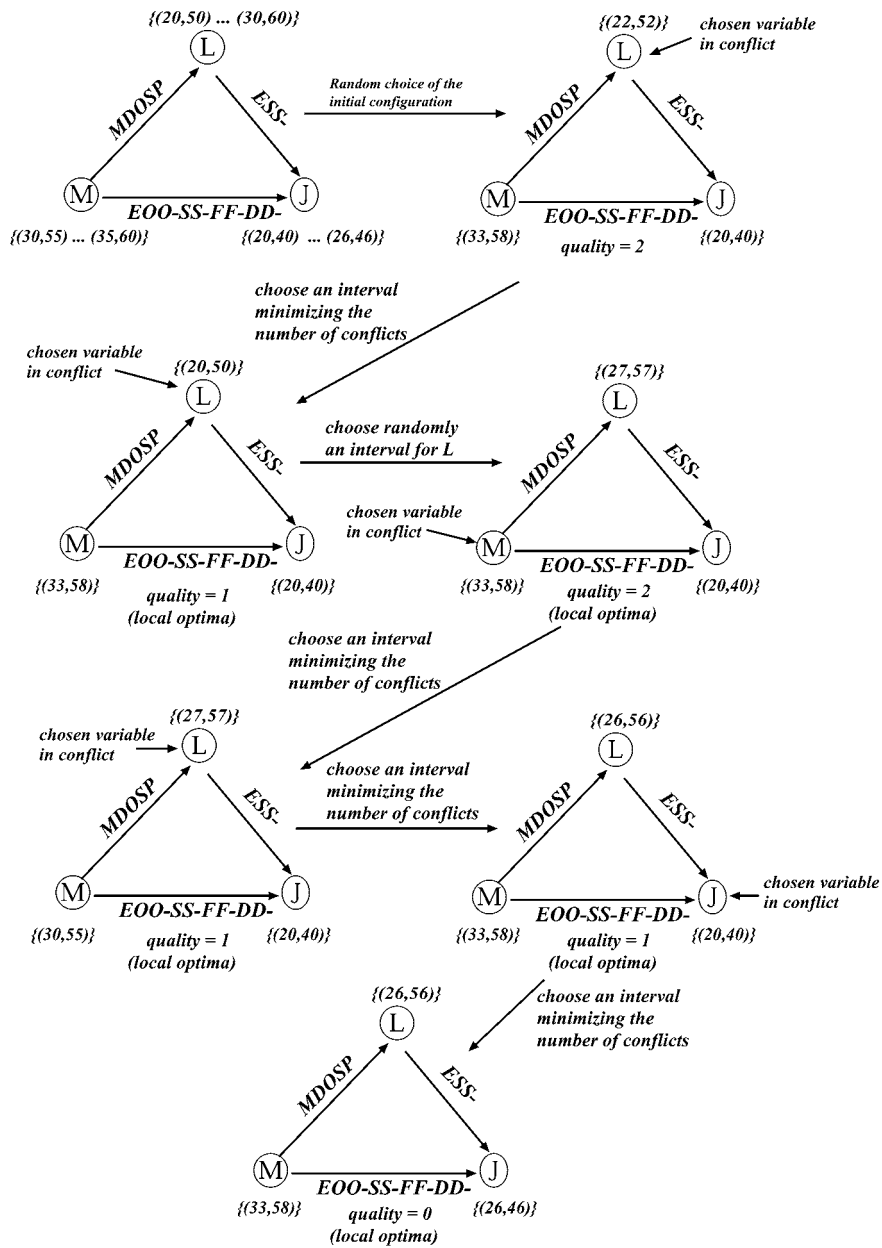 {(20,50) ... (30,60)}
L
MDOSP
ESS-
M
J
EOO-SS-FF-DD-
{(30,55) ... (35,60)}
{(20,40) ... (26,46)}
Random choice of the
initial configuration
{(22,52)}
L
chosen variable
in conflict
MDOSP
ESS-
M
J
EOO-SS-FF-DD-
{(33,58)}
{(20,40)}
quality = 2
choose an interval
minimizing the
number of conflicts
chosen variable
in conflict
{(20,50)}
L
MDOSP
ESS-
M
J
EOO-SS-FF-DD-
{(33,58)}
{(20,40)}
quality = 1
(local optima)
choose randomly
an interval for L
{(27,57)}
L
MDOSP
ESS-
chosen variable
in conflict
M
J
EOO-SS-FF-DD-
{(33,58)}
{(20,40)}
quality = 2
(local optima)
choose an interval
minimizing the
number of conflicts
chosen variable
in conflict
{(27,57)}
L
MDOSP
ESS-
M
J
EOO-SS-FF-DD-
{(30,55)}
{(20,40)}
quality = 1
(local optima)
choose an interval
minimizing the
number of conflicts
{(26,56)}
L
MDOSP
ESS-
M
J
chosen variable
in conflict
EOO-SS-FF-DD-
{(33,58)}
{(20,40)}
quality = 1
(local optima)
choose an interval
minimizing the
number of conflicts
{(26,56)}
L
MDOSP
ESS-
M
J
EOO-SS-FF-DD-
{(33,58)}
{(26,46)}
quality = 0
(local optima)